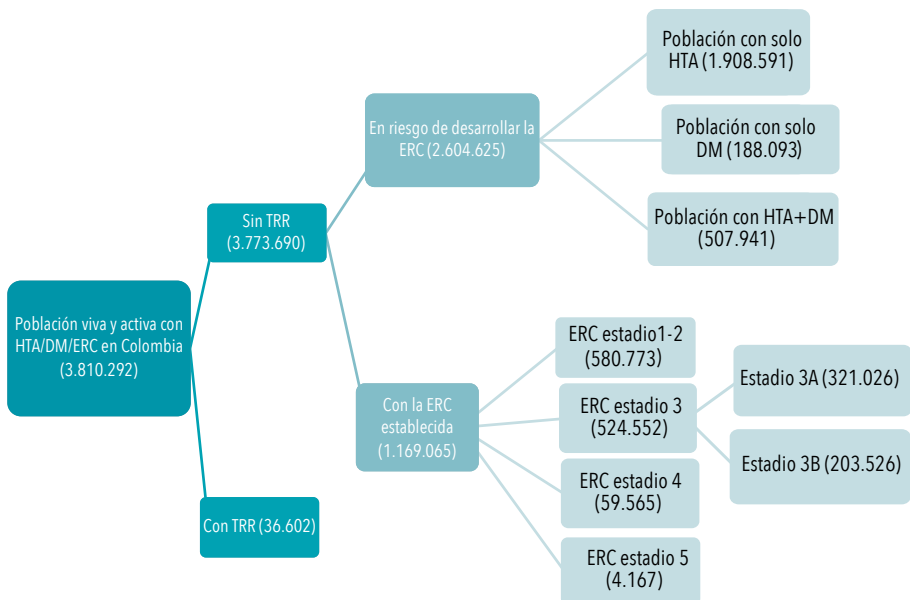 Población viva y activa con
HTA/DM/ERC en Colombia
(3.810.292)
Sin TRR
(3.773.690)
Con TRR (36.602)
En riesgo de desarrollar la
ERC (2.604.625)
Con la ERC
establecida
(1.169.065)
Población con solo
HTA (1.908.591)
Población con solo
DM (188.093)
Población con HTA+DM
(507.941)
ERC estadio1-2
(580.773)
ERC estadio 3
(524.552)
ERC estadio 4
(59.565)
ERC estadio 5
(4.167)
Estadio 3A (321.026)
Estadio 3B (203.526)